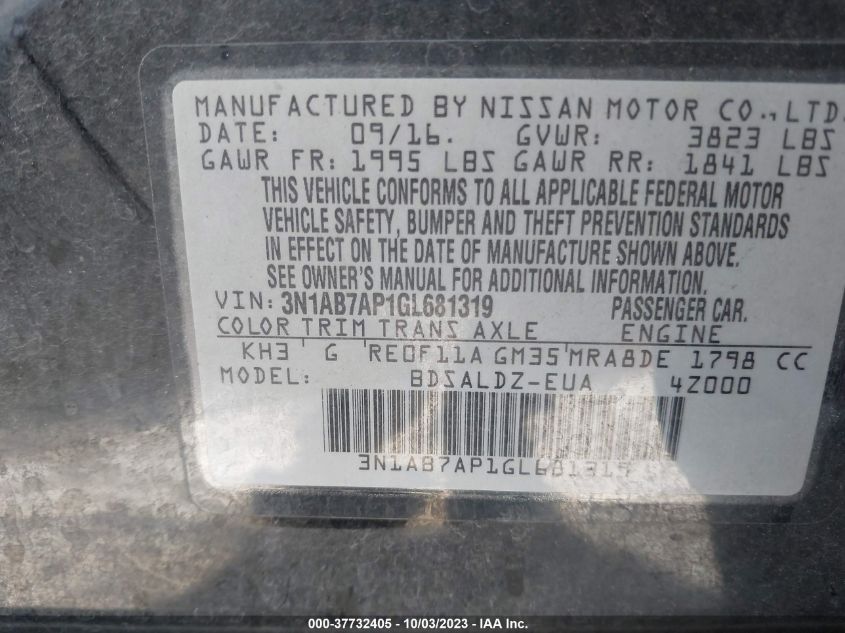 MANUFACTURED BY NISSAN MOTOR CO., LTD.
DATE: 09/16. GVWR: 3823 LBS
GAWR FR: 1995 LBS GAWR RR: 1841 LBS
THIS VEHICLE CONFORMS TO ALL APPLICABLE FEDERAL MOTOR
VEHICLE SAFETY, BUMPER AND THEFT PREVENTION STANDARDS
IN EFFECT ON THE DATE OF MANUFACTURE SHOWN ABOVE.
SEE OWNER'S MANUAL FOR ADDITIONAL INFORMATION.
VIN: 3N1AB7AP1GL681319 PASSENGER CAR.
COLOR TRIM TRANS AXLE ENGINE
KH3 G RE0F11A GM35 MRA8DE 1798 CC
MODEL: BDSALDZ-EUA 4Z000
3N1AB7AP1GL681319
000-37732405 - 10/03/2023 - IAA Inc.